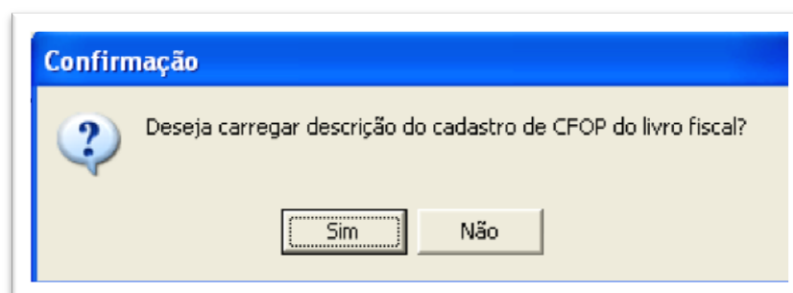 Confirmação
Deseja carregar descrição do cadastro de CFOP do livro fiscal?
Sim Não